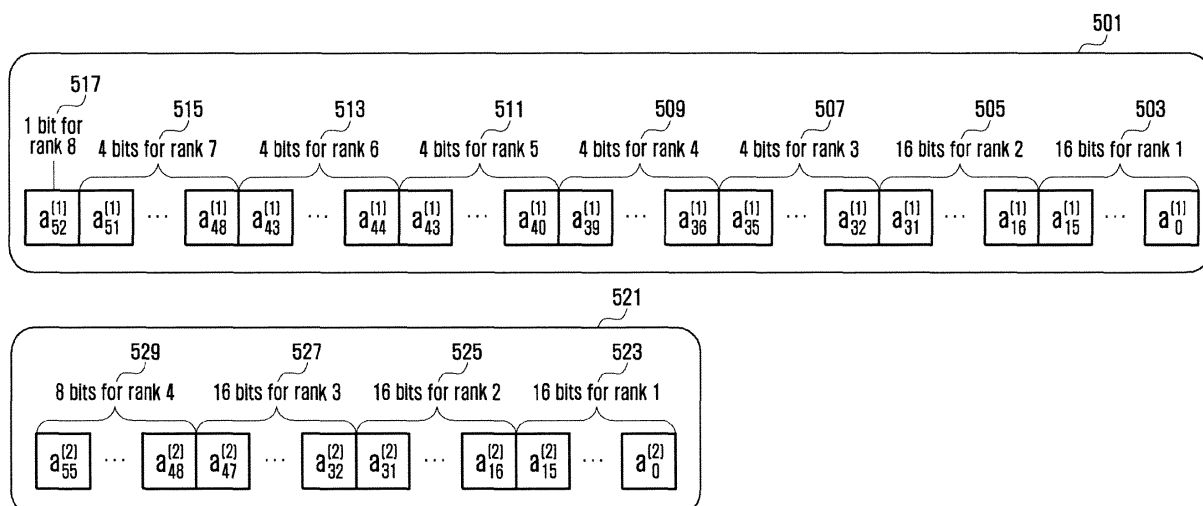 501
517
515
513
511
509
507
505
503
1 bit for
rank 8
4 bits for rank 7 4 bits for rank 6 4 bits for rank 5 4 bits for rank 4 4 bits for rank 3 16 bits for rank 2 16 bits for rank 1
a[1]52 a[1]51 ... a[1]48 a[1]43 ... a[1]44 a[1]43 ... a[1]40 a[1]39 ... a[1]36 a[1]35 ... a[1]32 a[1]31 ... a[1]16 a[1]15 ... a[1]0
521
529
527
525
523
8 bits for rank 4 16 bits for rank 3 16 bits for rank 2 16 bits for rank 1
a[2]55 ... a[2]48 a[2]47 ... a[2]32 a[2]31 ... a[2]16 a[2]15 ... a[2]0